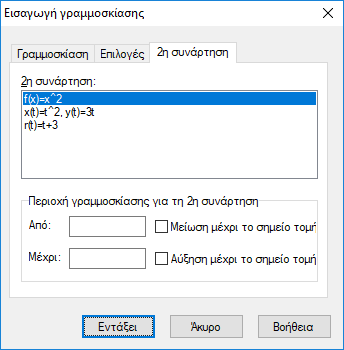 Εισαγωγή γραμμοσκίασης
Γραμμοσκίαση Επιλογές 2η συνάρτηση
2η συνάρτηση:
f(x)=x^2
x(t)=t^2, y(t)=3t
r(t)=t+3
Περιοχή γραμμοσκίασης για τη 2η συνάρτηση
Από: Μείωση μέχρι το σημείο τομή
Μέχρι: Αύξηση μέχρι το σημείο τομή
Εντάξει Άκυρο Βοήθεια